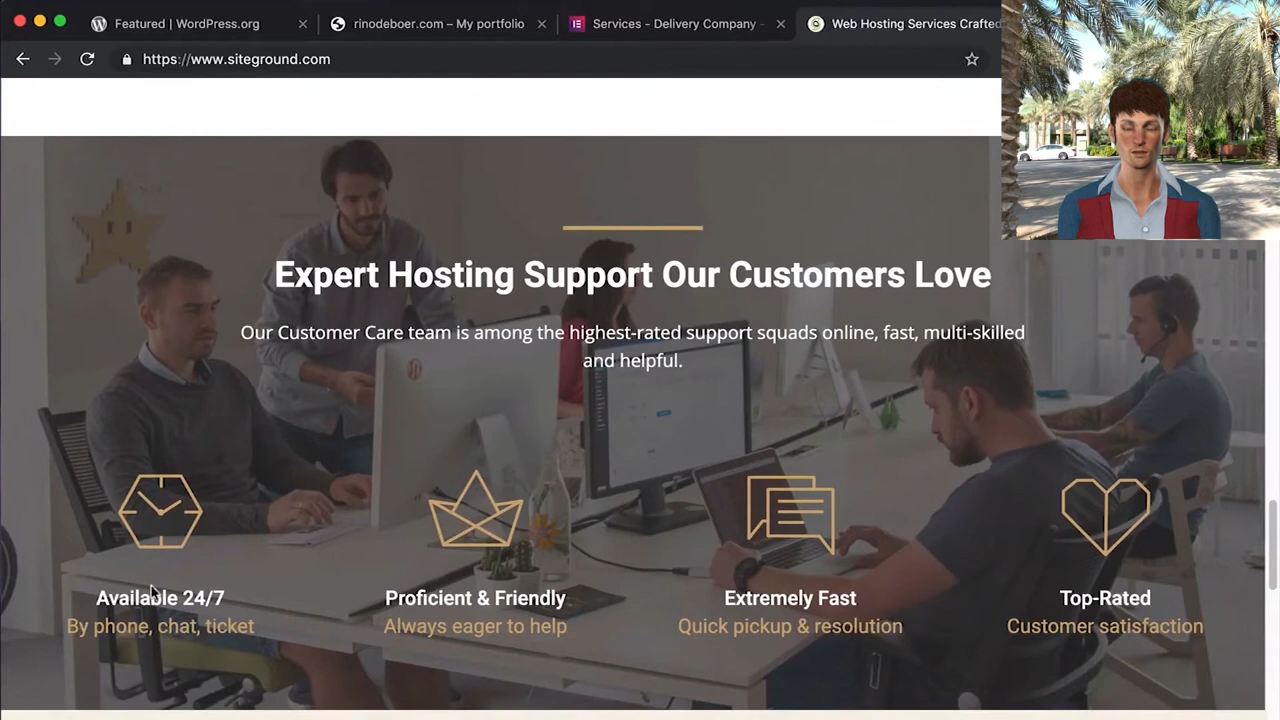 Featured | WordPress.org
rinodeboer.com – My portfolio
Services - Delivery Company -
Web Hosting Services Crafted
https://www.siteground.com
Expert Hosting Support Our Customers Love
Our Customer Care team is among the highest-rated support squads online, fast, multi-skilled
and helpful.
Available 24/7
By phone, chat, ticket
Proficient & Friendly
Always eager to help
Extremely Fast
Quick pickup & resolution
Top-Rated
Customer satisfaction